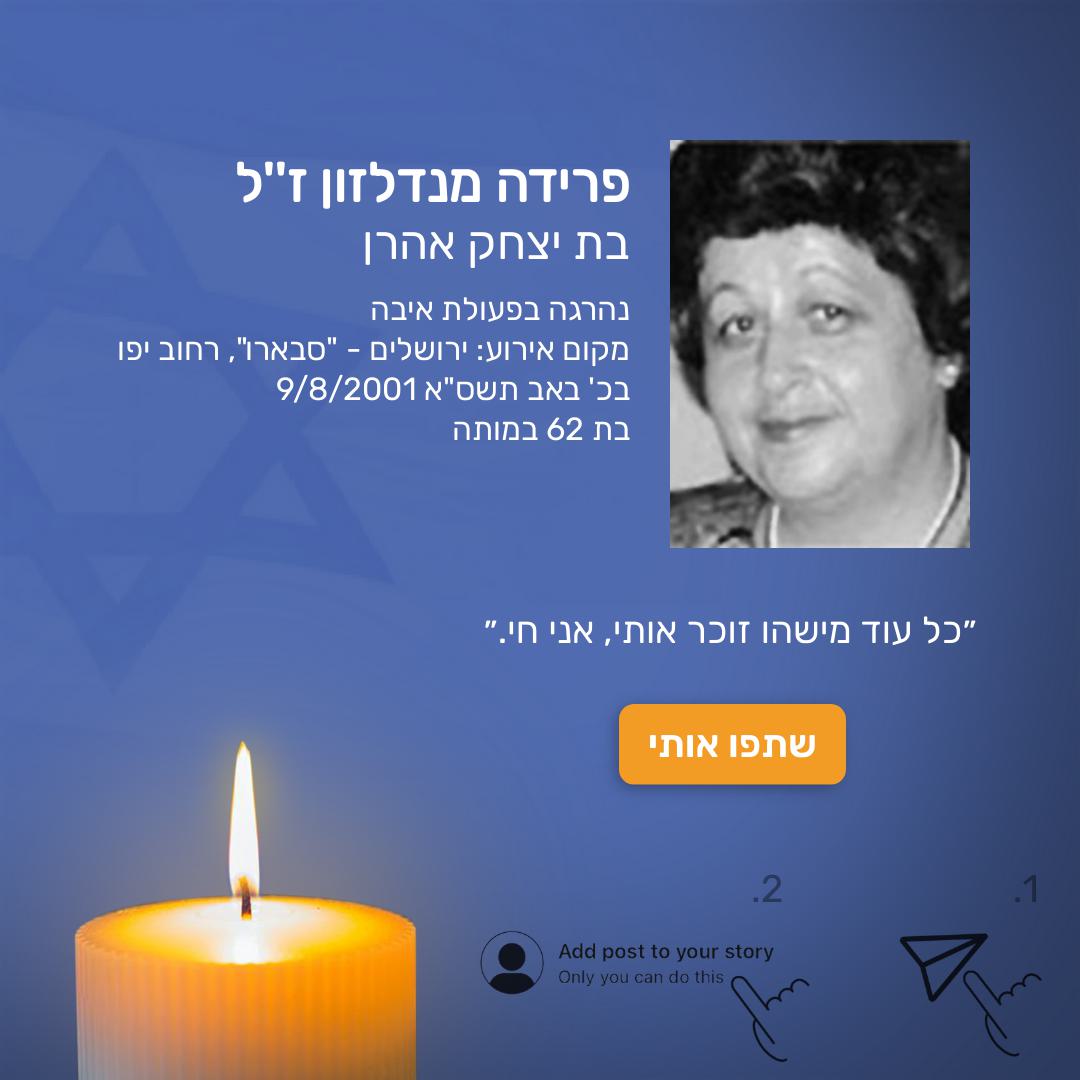 פרידה מנדלזון ז"ל
בת יצחק אהרן
נהרגה בפעולת איבה
מקום אירוע: ירושלים - "סבארו", רחוב יפו
בכ' באב תשס"א 9/8/2001
בת 62 במותה
״כל עוד מישהו זוכר אותי, אני חי.״
שתפו אותי
1.
2.
Add post to your story
Only you can do this